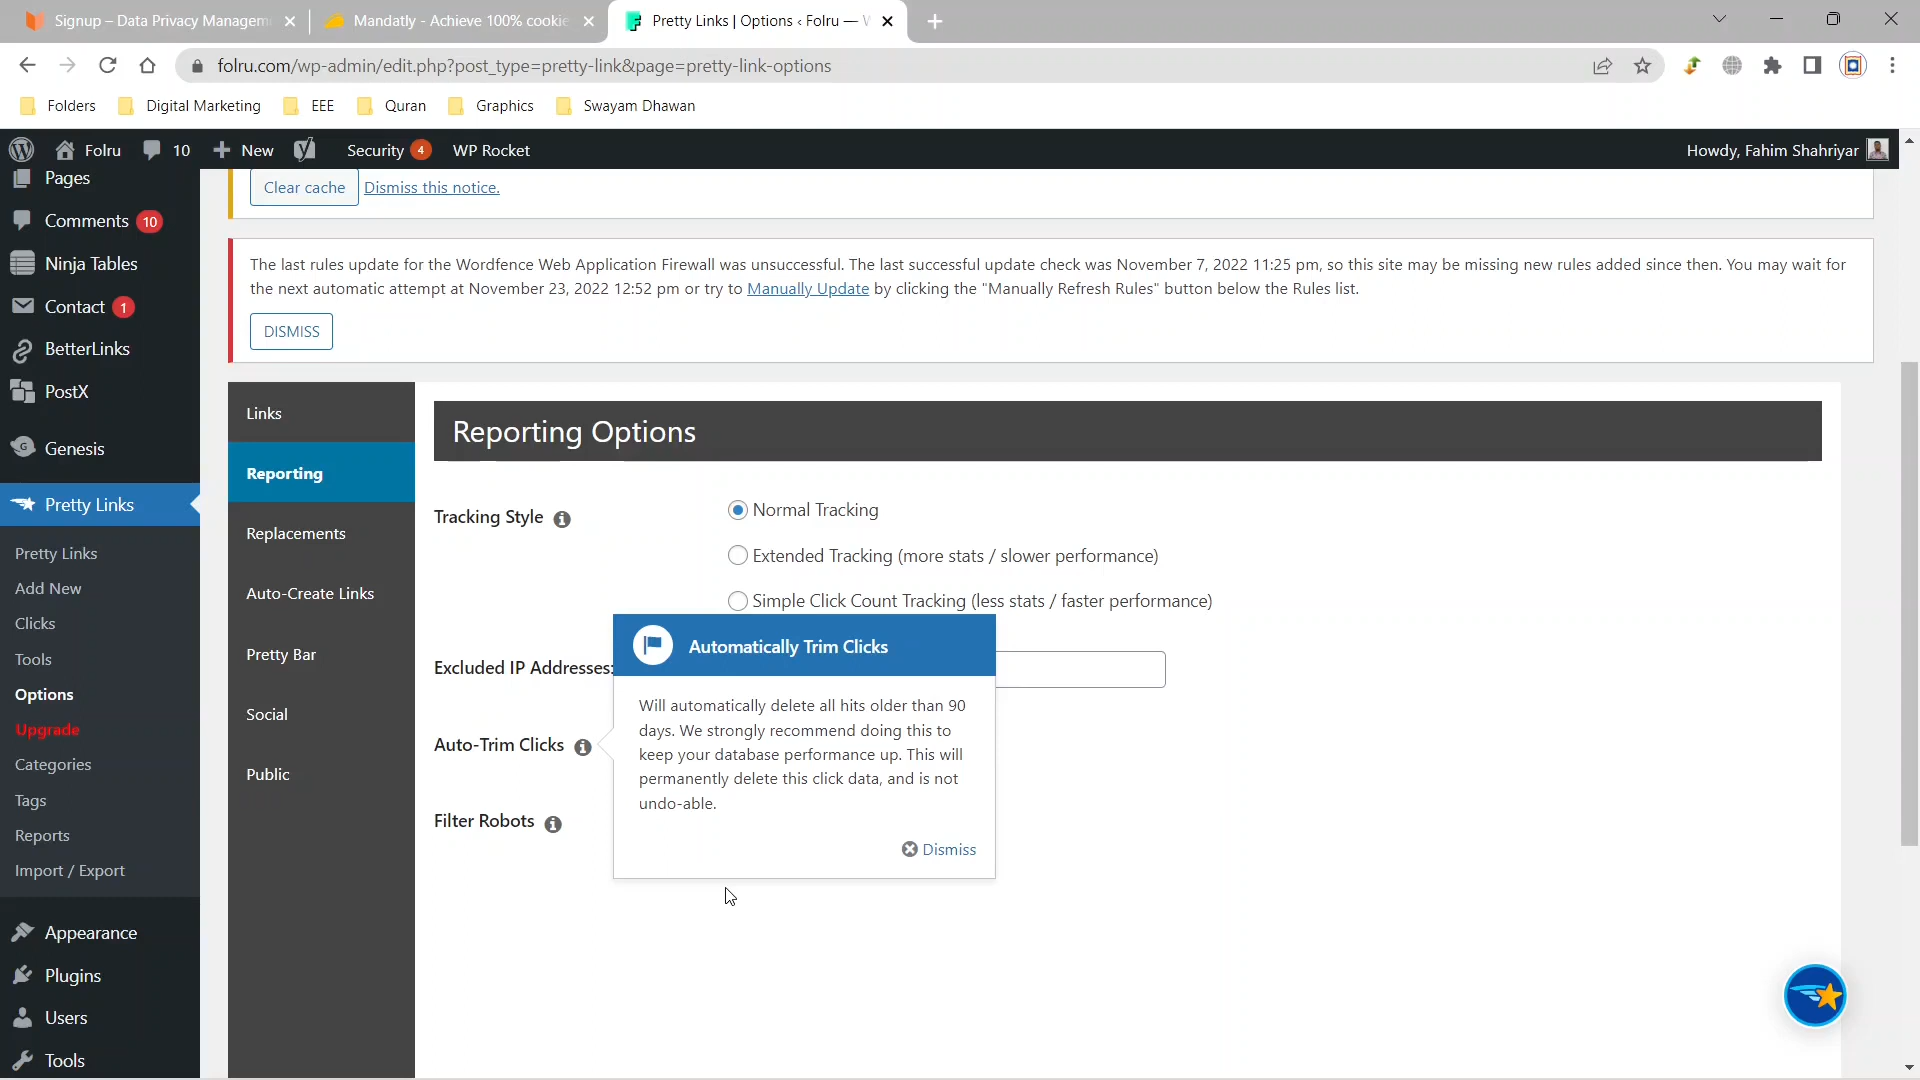 Signup – Data Privacy Managem
Mandatly - Achieve 100% cookie
Pretty Links | Options ‹ Folru —
folru.com/wp-admin/edit.php?post_type=pretty-link&page=pretty-link-options
Folders
Digital Marketing
EEE
Quran
Graphics
Swayam Dhawan
Folru
10
New
Security 4
WP Rocket
Howdy, Fahim Shahriyar
Pages
Comments 10
Ninja Tables
Contact 1
BetterLinks
PostX
Genesis
Pretty Links
Pretty Links
Add New
Clicks
Tools
Options
Upgrade
Categories
Tags
Reports
Import / Export
Appearance
Plugins
Users
Tools
Clear cache
Dismiss this notice.
The last rules update for the Wordfence Web Application Firewall was unsuccessful. The last successful update check was November 7, 2022 11:25 pm, so this site may be missing new rules added since then. You may wait for
the next automatic attempt at November 23, 2022 12:52 pm or try to Manually Update by clicking the "Manually Refresh Rules" button below the Rules list.
DISMISS
Links
Reporting
Replacements
Auto-Create Links
Pretty Bar
Social
Public
Reporting Options
Tracking Style
Normal Tracking
Extended Tracking (more stats / slower performance)
Simple Click Count Tracking (less stats / faster performance)
Excluded IP Addresses:
Auto-Trim Clicks
Filter Robots
Automatically Trim Clicks
Will automatically delete all hits older than 90
days. We strongly recommend doing this to
keep your database performance up. This will
permanently delete this click data, and is not
undo-able.
Dismiss